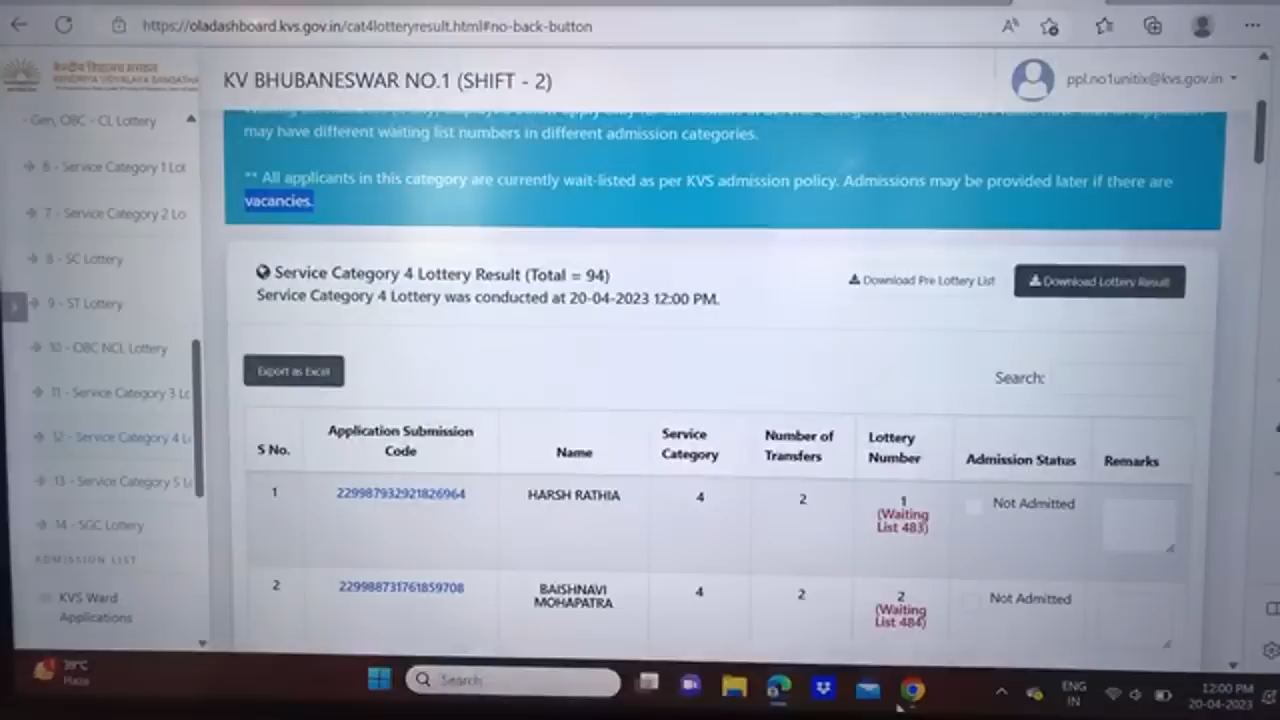 https://oladashboard.kvs.gov.in/cat4lotteryresult.html#no-back-button
केन्द्रीय विद्यालय संगठन
KENDRIYA VIDYALAYA SANGATHA
KV BHUBANESWAR NO.1 (SHIFT - 2)
ppl.no1unitix@kvs.gov.in
may have different waiting list numbers in different admission categories.
** All applicants in this category are currently wait-listed as per KVS admission policy. Admissions may be provided later if there are
vacancies.
- Gen, OBC - CL Lottery
6 - Service Category 1 Lot
7 - Service Category 2 Lo
8 - SC Lottery
9 - ST Lottery
10 - OBC NCL Lottery
11 - Service Category 3 Lo
12 - Service Category 4 Lo
13 - Service Category 5 Lo
14 - SGC Lottery
ADMISSION LIST
KVS Ward
Applications
Service Category 4 Lottery Result (Total = 94)
Service Category 4 Lottery was conducted at 20-04-2023 12:00 PM.
Download Pre Lottery List
Download Lottery Result
Export as Excel
Search:
S No. Application Submission Code Name Service Category Number of Transfers Lottery Number Admission Status Remarks
1 229987932921826964 HARSH RATHIA 4 2 1 (Waiting List 483) Not Admitted
2 229988731761859708 BAISHNAVI MOHAPATRA 4 2 2 (Waiting List 484) Not Admitted
39°C
Haze
Search
ENG
IN
12:00 PM
20-04-2023